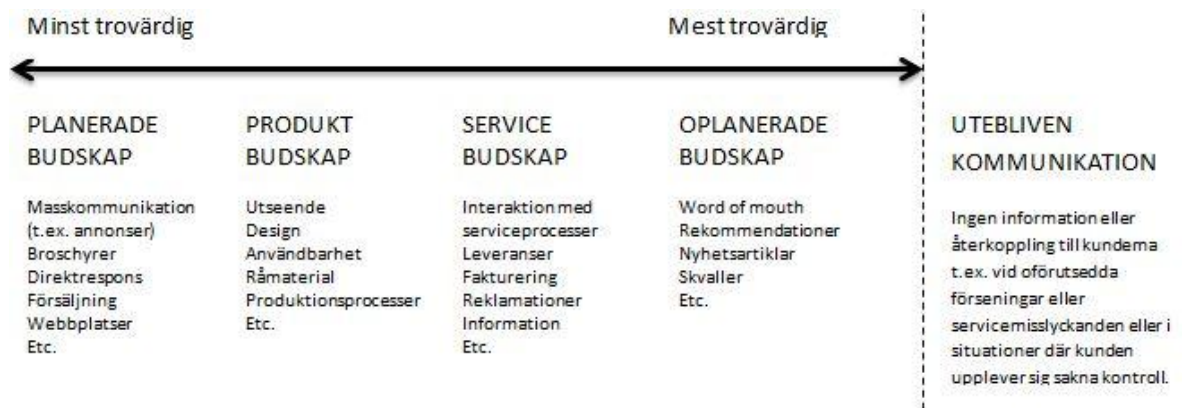 Minst trovärdig
Mest trovärdig
PLANERADE
BUDSKAP
Masskommunikation
(t.ex. annonser)
Broschyrer
Direktrespons
Försäljning
Webbplatser
Etc.
PRODUKT
BUDSKAP
Utseende
Design
Användbarhet
Råmaterial
Produktionsprocesser
Etc.
SERVICE
BUDSKAP
Interaktion med
serviceprocesser
Leveranser
Fakturering
Reklamationer
Information
Etc.
OPLANERADE
BUDSKAP
Word of mouth
Rekommendationer
Nyhetsartiklar
Skvaller
Etc.
UTEBLIVEN
KOMMUNIKATION
Ingen information eller
återkoppling till kunderna
t.ex. vid oförutsedda
förseningar eller
servicemisslyckanden eller i
situationer där kunden
upplever sig sakna kontroll.